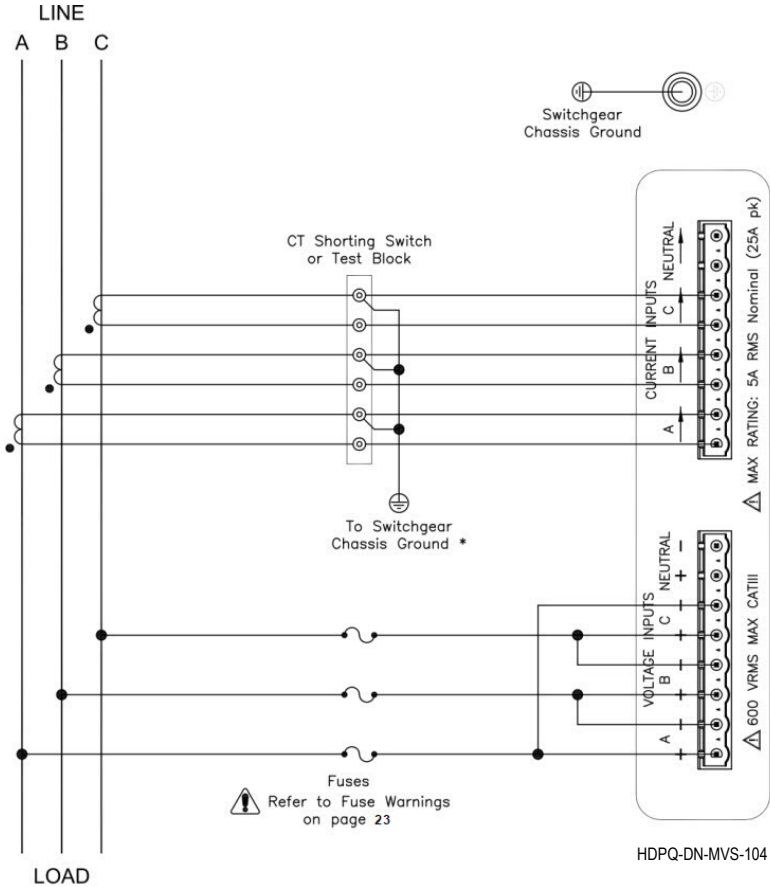 LINE
A B C
Switchgear
Chassis Ground
CT Shorting Switch
or Test Block
NEUTRAL
C
B
A
CURRENT INPUTS
MAX RATING: 5A RMS Nominal (25A pk)
To Switchgear
Chassis Ground *
- + - + - + - +
NEUTRAL
C
B
A
VOLTAGE INPUTS
600 VRMS MAX CATIII
Fuses
Refer to Fuse Warnings
on page 23
HDPQ-DN-MVS-104
LOAD